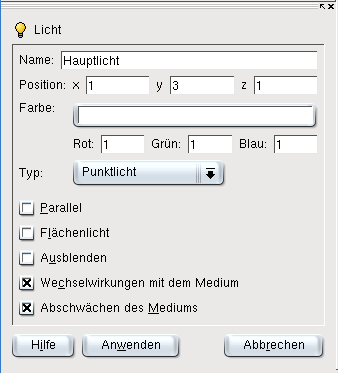 Licht
Name: Hauptlicht
Position: x 1 y 3 z 1
Farbe:
Rot: 1 Grün: 1 Blau: 1
Typ: Punktlicht
Parallel
Flächenlicht
Ausblenden
Wechselwirkungen mit dem Medium
Abschwächen des Mediums
Hilfe Anwenden Abbrechen